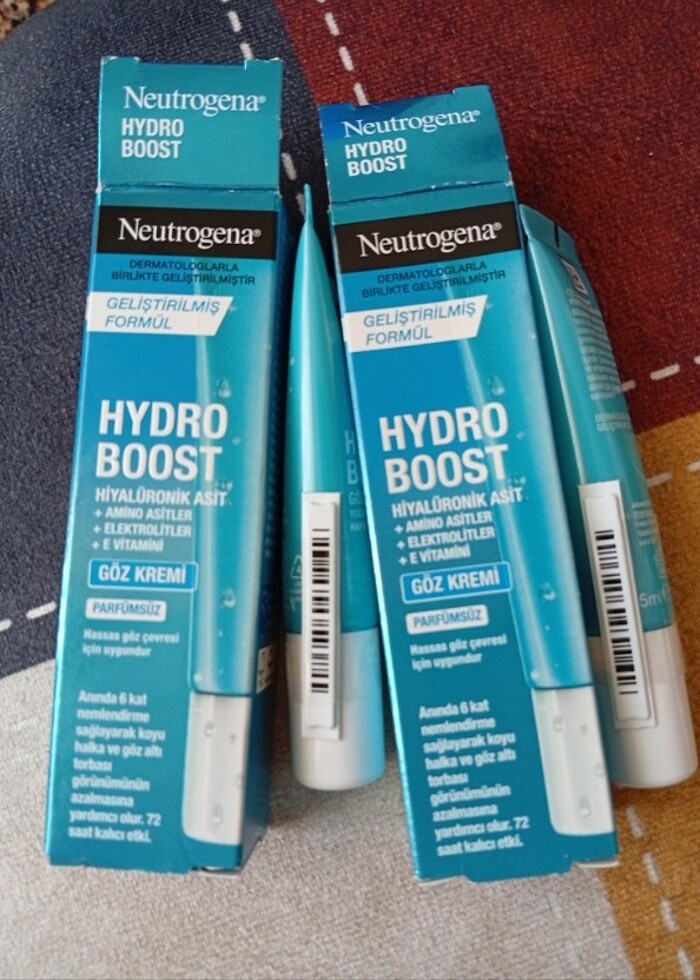 Neutrogena®
HYDRO
BOOST
Neutrogena®
DERMATOLOGLARLA
BİRLİKTE GELİŞTİRİLMİŞTİR
GELİŞTİRİLMİŞ
FORMÜL
HYDRO
BOOST
HİYALÜRONİK ASİT
+ AMİNO ASİTLER
+ ELEKTROLİTLER
+ E VİTAMİNİ
GÖZ KREMİ
PARFÜMSÜZ
Hassas göz çevresi
için uygundur
Anında 6 kat
nemlendirme
sağlayarak koyu
halka ve göz altı
torbası
görünümünün
azalmasına
yardımcı olur. 72
saat kalıcı etki.
Neutrogena®
HYDRO
BOOST
Neutrogena®
DERMATOLOGLARLA
BİRLİKTE GELİŞTİRİLMİŞTİR
GELİŞTİRİLMİŞ
FORMÜL
HYDRO
BOOST
HİYALÜRONİK ASİT
+ AMİNO ASİTLER
+ ELEKTROLİTLER
+ E VİTAMİNİ
GÖZ KREMİ
PARFÜMSÜZ
Hassas göz çevresi
için uygundur
Anında 6 kat
nemlendirme
sağlayarak koyu
halka ve göz altı
torbası
görünümünün
azalmasına
yardımcı olur. 72
saat kalıcı etki.